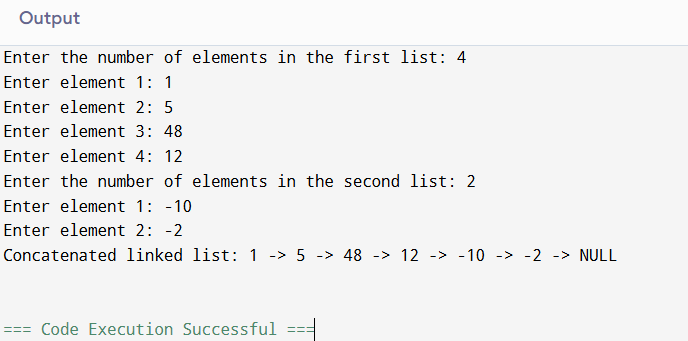 Output
Enter the number of elements in the first list: 4
Enter element 1: 1
Enter element 2: 5
Enter element 3: 48
Enter element 4: 12
Enter the number of elements in the second list: 2
Enter element 1: -10
Enter element 2: -2
Concatenated linked list: 1 -> 5 -> 48 -> 12 -> -10 -> -2 -> NULL
=== Code Execution Successful ===